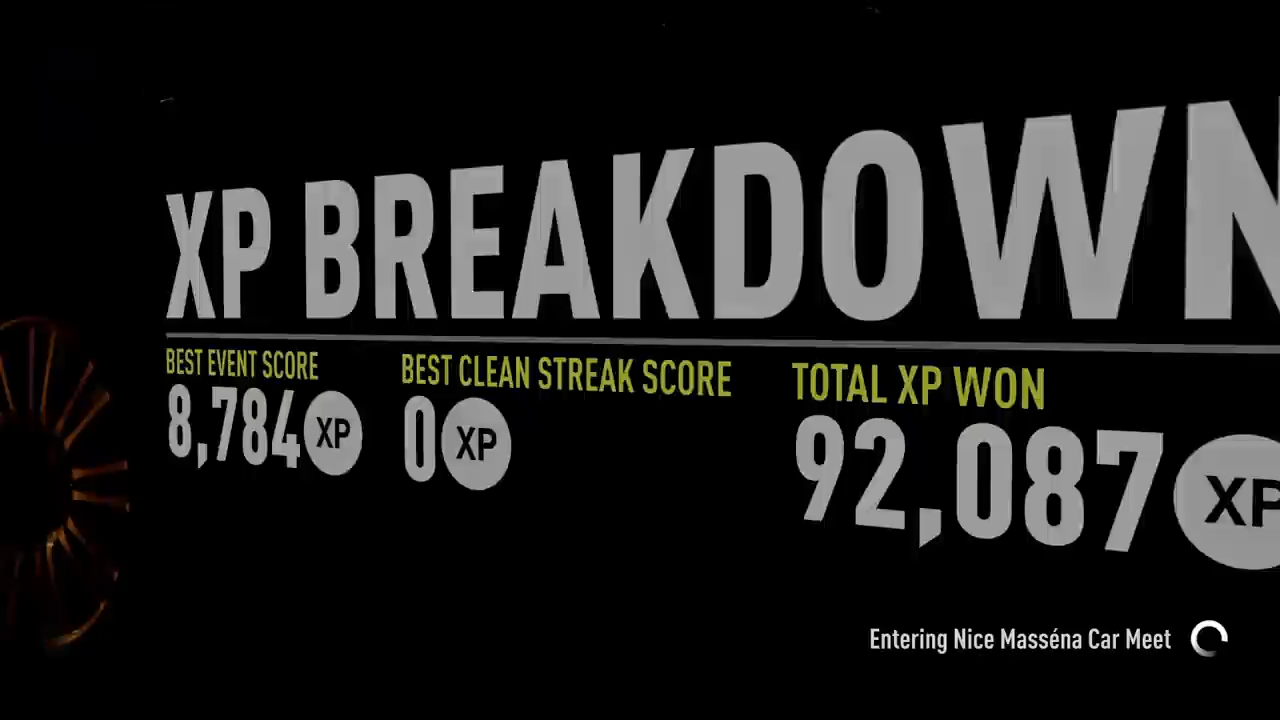 XP BREAKDOWN
BEST EVENT SCORE BEST CLEAN STREAK SCORE TOTAL XP WON
8,784 XP 0 XP 92,087 XP
Entering Nice Masséna Car Meet